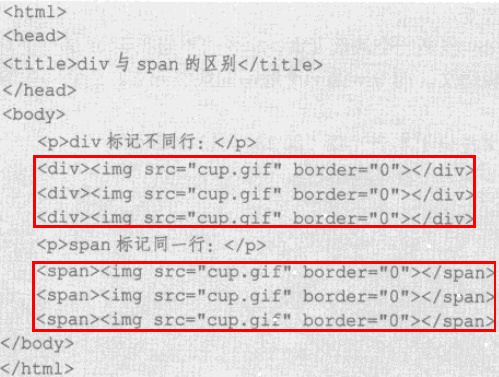 <html>
<head>
<title>div 与 span 的区别</title>
</head>
<body>
<p>div 标记不同行：</p>
<div><img src="cup.gif" border="0"></div>
<div><img src="cup.gif" border="0"></div>
<div><img src="cup.gif" border="0"></div>
<p>span 标记同一行：</p>
<span><img src="cup.gif" border="0"></span>
<span><img src="cup.gif" border="0"></span>
<span><img src="cup.gif" border="0"></span>
</body>
</html>